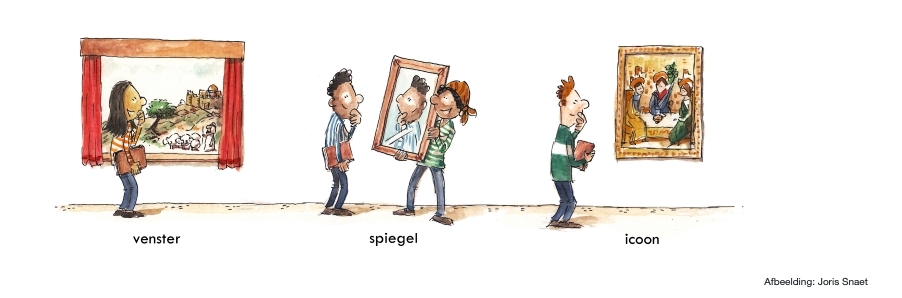 venster
spiegel
icoon
Afbeelding: Joris Snaet